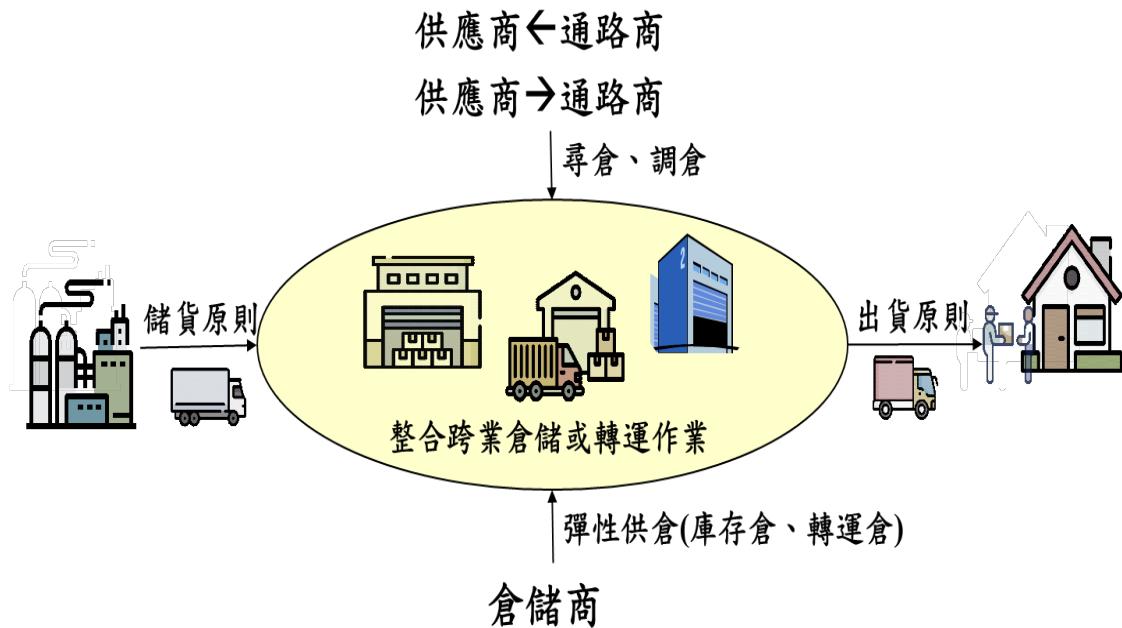 供應商←通路商
供應商→通路商
尋倉、調倉
2
儲貨原則
出貨原則
整合跨業倉儲或轉運作業
彈性供倉(庫存倉、轉運倉)
倉儲商